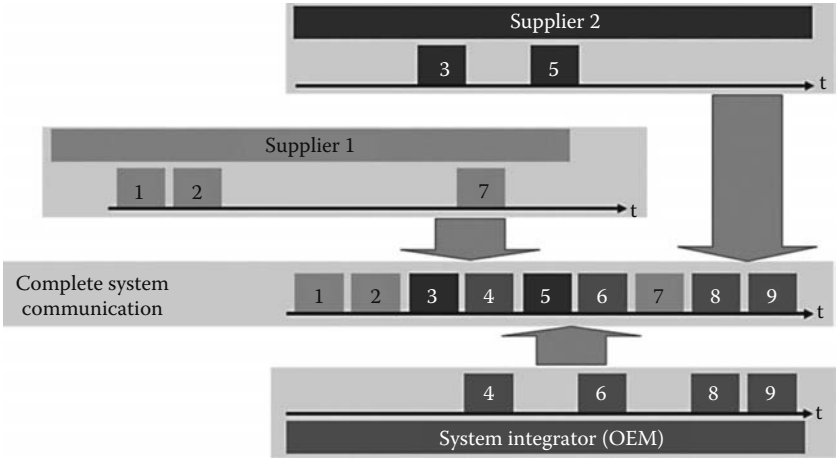 Supplier 2
3 5
t
Supplier 1
1 2 7
t
Complete system
communication
1 2 3 4 5 6 7 8 9
t
4 6 8 9
t
System integrator (OEM)